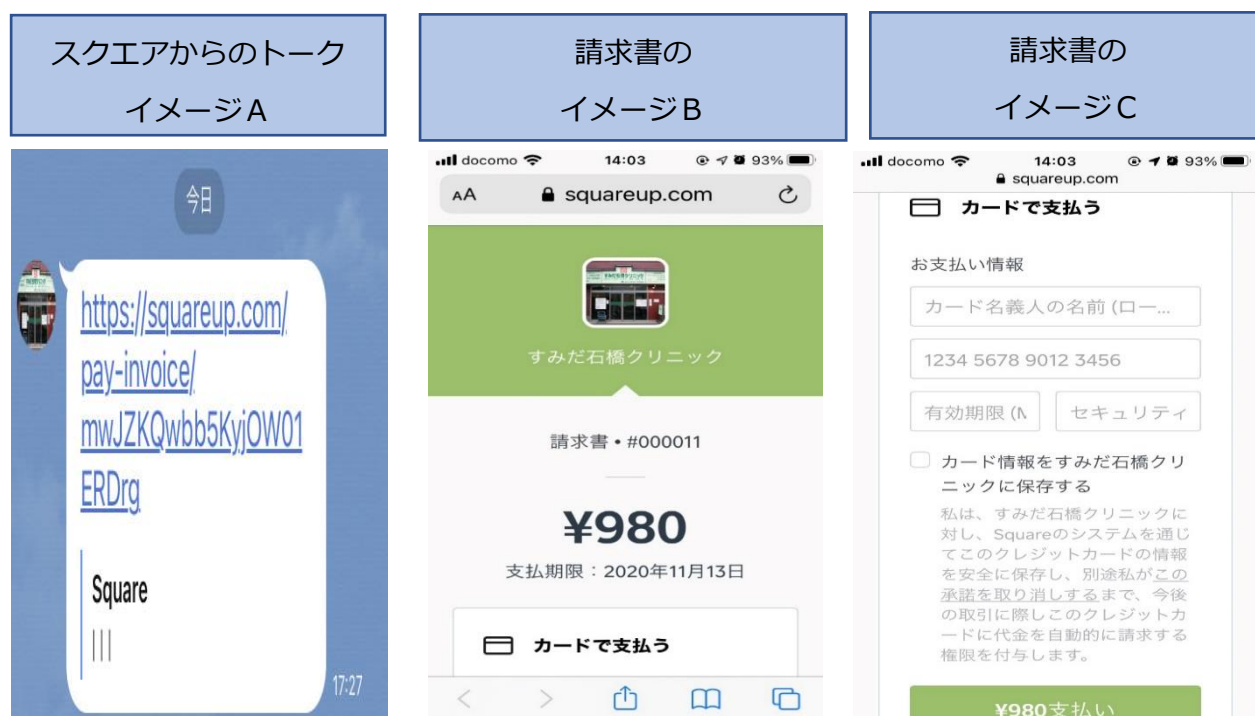 スクエアからのトーク
イメージA
今日
https://squareup.com/
pay-invoice/
mwJZKQwbb5KyjOW01
ERDrg
Square
|||
17:27
請求書の
イメージB
docomo 14:03 93%
AA squareup.com
すみだ石橋クリニック
請求書 • #000011
¥980
支払期限：2020年11月13日
カードで支払う
請求書の
イメージC
docomo 14:03 93%
squareup.com
カードで支払う
お支払い情報
カード名義人の名前 (ロー...
1234 5678 9012 3456
有効期限 (M セキュリティ
カード情報をすみだ石橋クリ
ニックに保存する
私は、すみだ石橋クリニックに
対し、Squareのシステムを通じ
てこのクレジットカードの情報
を安全に保存し、別途私がこの
承諾を取り消しするまで、今後
の取引に際しこのクレジットカ
ードに代金を自動的に請求する
権限を付与します。
¥980支払い